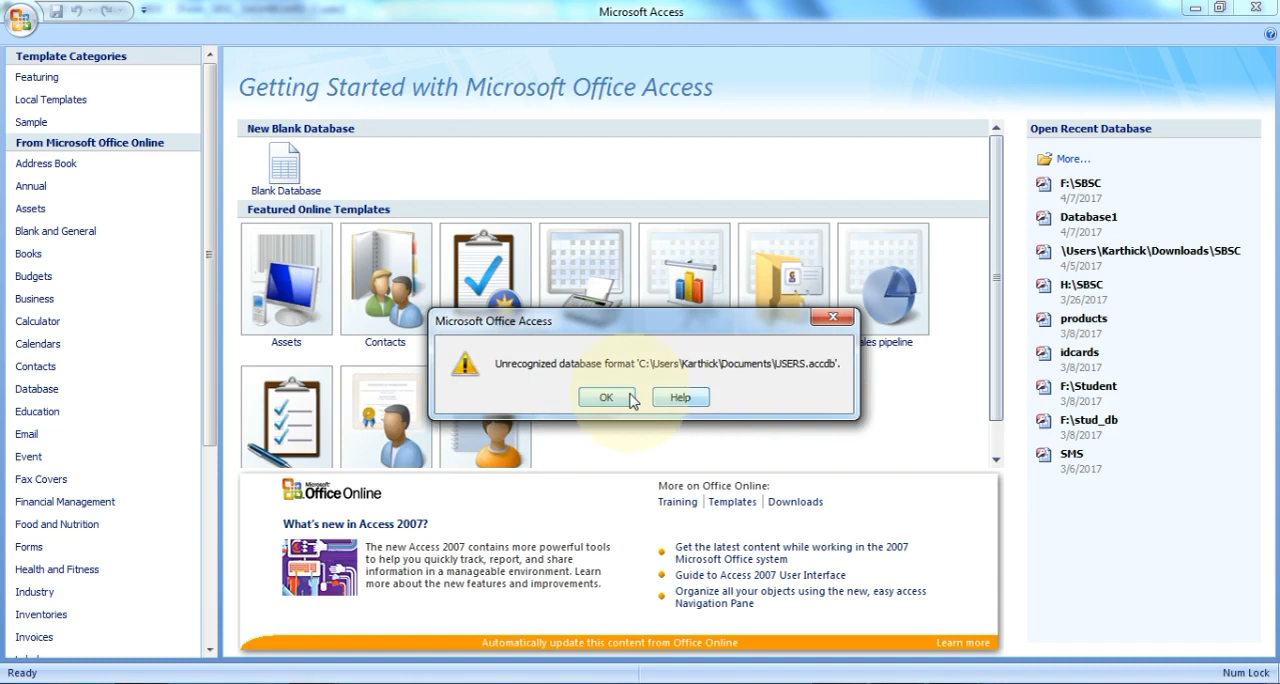 Microsoft Access
Template Categories
Featuring
Local Templates
Sample
From Microsoft Office Online
Address Book
Annual
Assets
Blank and General
Books
Budgets
Business
Calculator
Calendars
Contacts
Database
Education
Email
Event
Fax Covers
Financial Management
Food and Nutrition
Forms
Health and Fitness
Industry
Inventories
Invoices
Getting Started with Microsoft Office Access
New Blank Database
Blank Database
Featured Online Templates
Assets
Contacts
les pipeline
Microsoft Office Access
Unrecognized database format 'C:\Users\Karthick\Documents\USERS.accdb'.
OK
Help
Microsoft
Office Online
What's new in Access 2007?
The new Access 2007 contains more powerful tools
to help you quickly track, report, and share
information in a manageable environment. Learn
more about the new features and improvements.
More on Office Online:
Training | Templates | Downloads
Get the latest content while working in the 2007
Microsoft Office system
Guide to Access 2007 User Interface
Organize all your objects using the new, easy access
Navigation Pane
Automatically update this content from Office Online
Learn more
Open Recent Database
More...
F:\SBSC
4/7/2017
Database1
4/7/2017
\Users\Karthick\Downloads\SBSC
4/5/2017
H:\SBSC
3/26/2017
products
3/8/2017
idcards
3/8/2017
F:\Student
3/8/2017
F:\stud_db
3/8/2017
SMS
3/6/2017
Ready
Num Lock